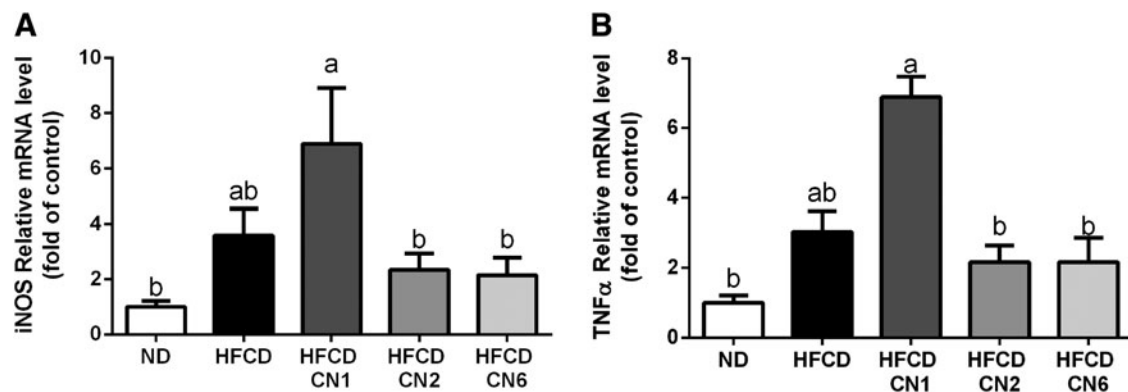 A
iNOS Relative mRNA level
(fold of control)
10
8
6
4
2
0
b
ab
a
b
b
ND
HFCD
HFCD
CN1
HFCD
CN2
HFCD
CN6
B
TNFα Relative mRNA level
(fold of control)
8
6
4
2
0
b
ab
a
b
b
ND
HFCD
HFCD
CN1
HFCD
CN2
HFCD
CN6